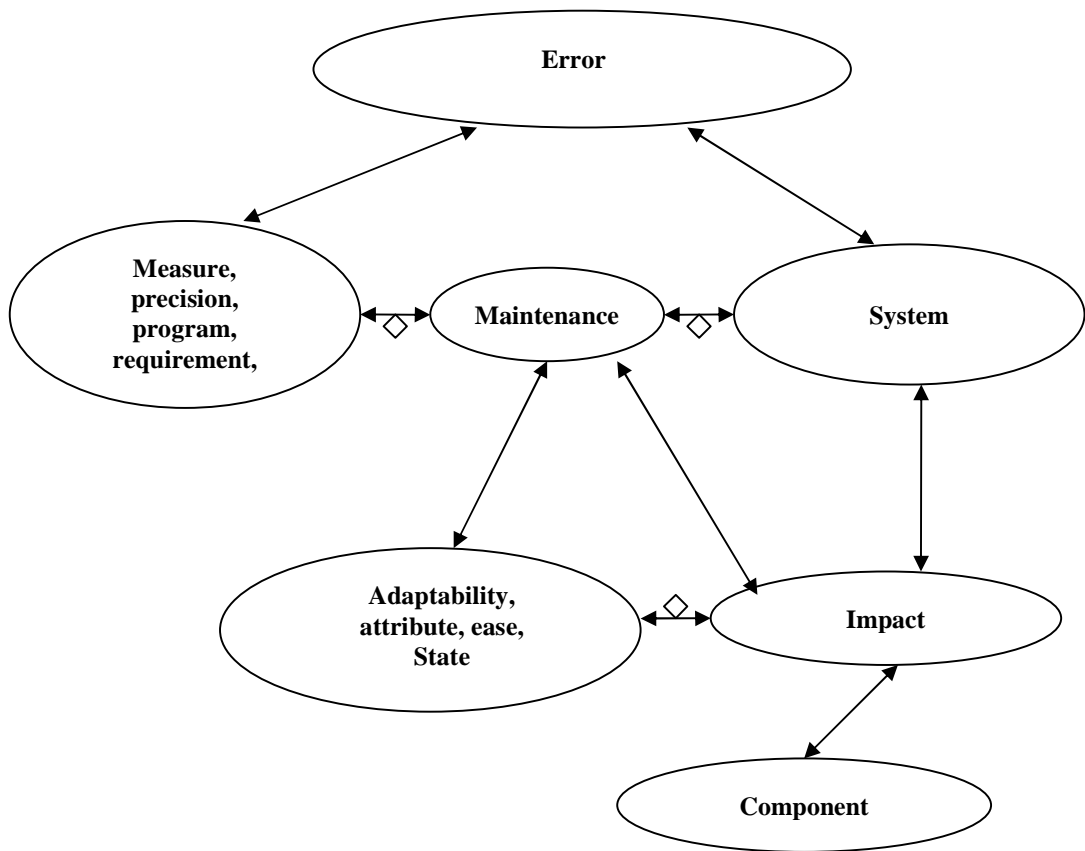 Error
Measure,
precision,
program,
requirement,
Maintenance
System
Adaptability,
attribute, ease,
State
Impact
Component